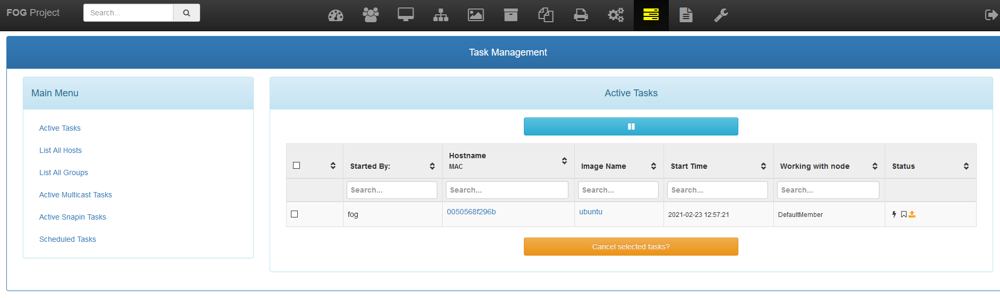 FOG Project Search...
Task Management
Main Menu
Active Tasks
List All Hosts
List All Groups
Active Multicast Tasks
Active Snapin Tasks
Scheduled Tasks
Active Tasks
Started By: Hostname MAC Image Name Start Time Working with node Status
Search... Search... Search... Search... Search...
fog 0050568f296b ubuntu 2021-02-23 12:57:21 DefaultMember
Cancel selected tasks?